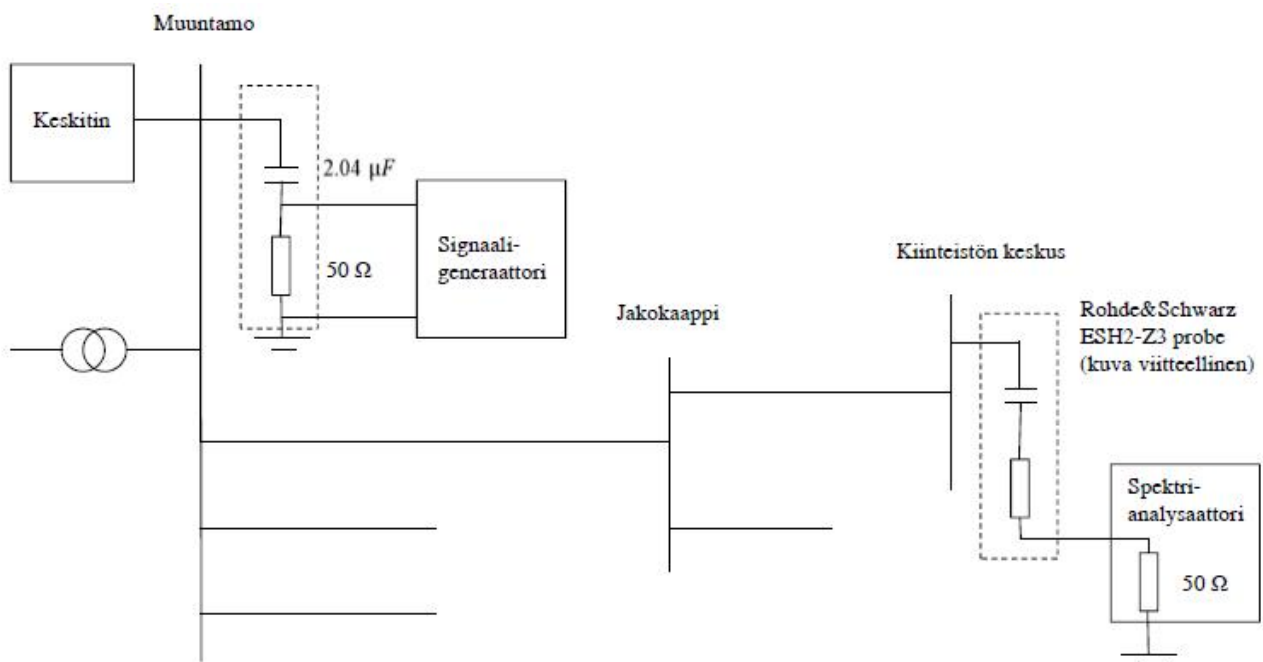 Muuntamo
Keskitin
2.04 µF
50 Ω
Signaali-
generaattori
Jakokaappi
Kiinteistön keskus
Rohde&Schwarz
ESH2-Z3 probe
(kuva viitteellinen)
Spektri-
analysaattori
50 Ω